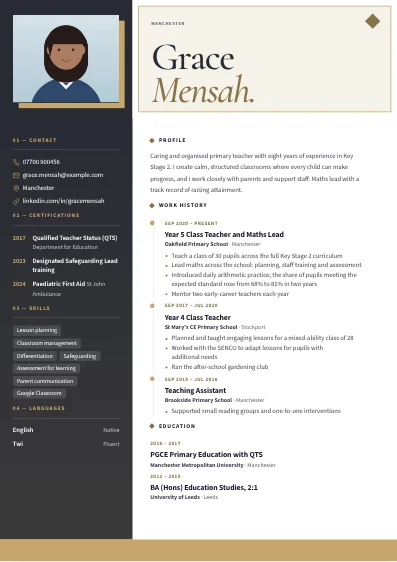 MANCHESTER
Grace
Mensah.
01 — CONTACT
07700 900456
grace.mensah@example.com
Manchester
linkedin.com/in/gracemensah
02 — CERTIFICATIONS
2017 Qualified Teacher Status (QTS)
Department for Education
2023 Designated Safeguarding Lead
training
2024 Paediatric First Aid St John
Ambulance
03 — SKILLS
Lesson planning
Classroom management
Differentiation Safeguarding
Assessment for learning
Parent communication
Google Classroom
04 — LANGUAGES
English Native
Twi Fluent
PROFILE
Caring and organised primary teacher with eight years of experience in Key
Stage 2. I create calm, structured classrooms where every child can make
progress, and I work closely with parents and support staff. Maths lead with a
track record of raising attainment.
WORK HISTORY
SEP 2020 – PRESENT
Year 5 Class Teacher and Maths Lead
Oakfield Primary School · Manchester
• Teach a class of 30 pupils across the full Key Stage 2 curriculum
• Lead maths across the school: planning, staff training and assessment
• Introduced daily arithmetic practice; the share of pupils meeting the
expected standard rose from 68% to 81% in two years
• Mentor two early-career teachers each year
SEP 2017 – JUL 2020
Year 4 Class Teacher
St Mary's CE Primary School · Stockport
• Planned and taught engaging lessons for a mixed-ability class of 28
• Worked with the SENCO to adapt lessons for pupils with
additional needs
• Ran the after-school gardening club
SEP 2015 – JUL 2016
Teaching Assistant
Brookside Primary School · Manchester
• Supported small reading groups and one-to-one interventions
EDUCATION
2016 – 2017
PGCE Primary Education with QTS
Manchester Metropolitan University · Manchester
2012 – 2015
BA (Hons) Education Studies, 2:1
University of Leeds · Leeds